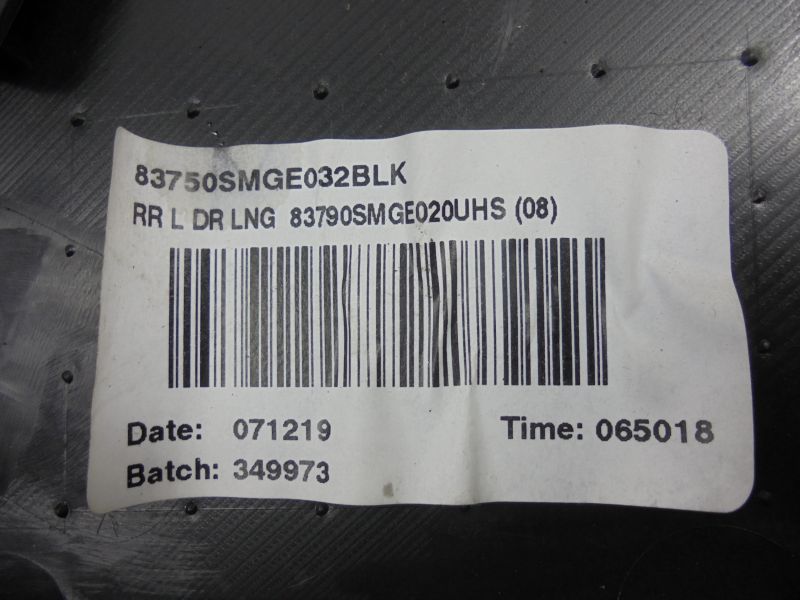 83750SMGE032BLK
RR L DR LNG 83790SMGE020UHS (08)
Date: 071219 Time: 065018
Batch: 349973